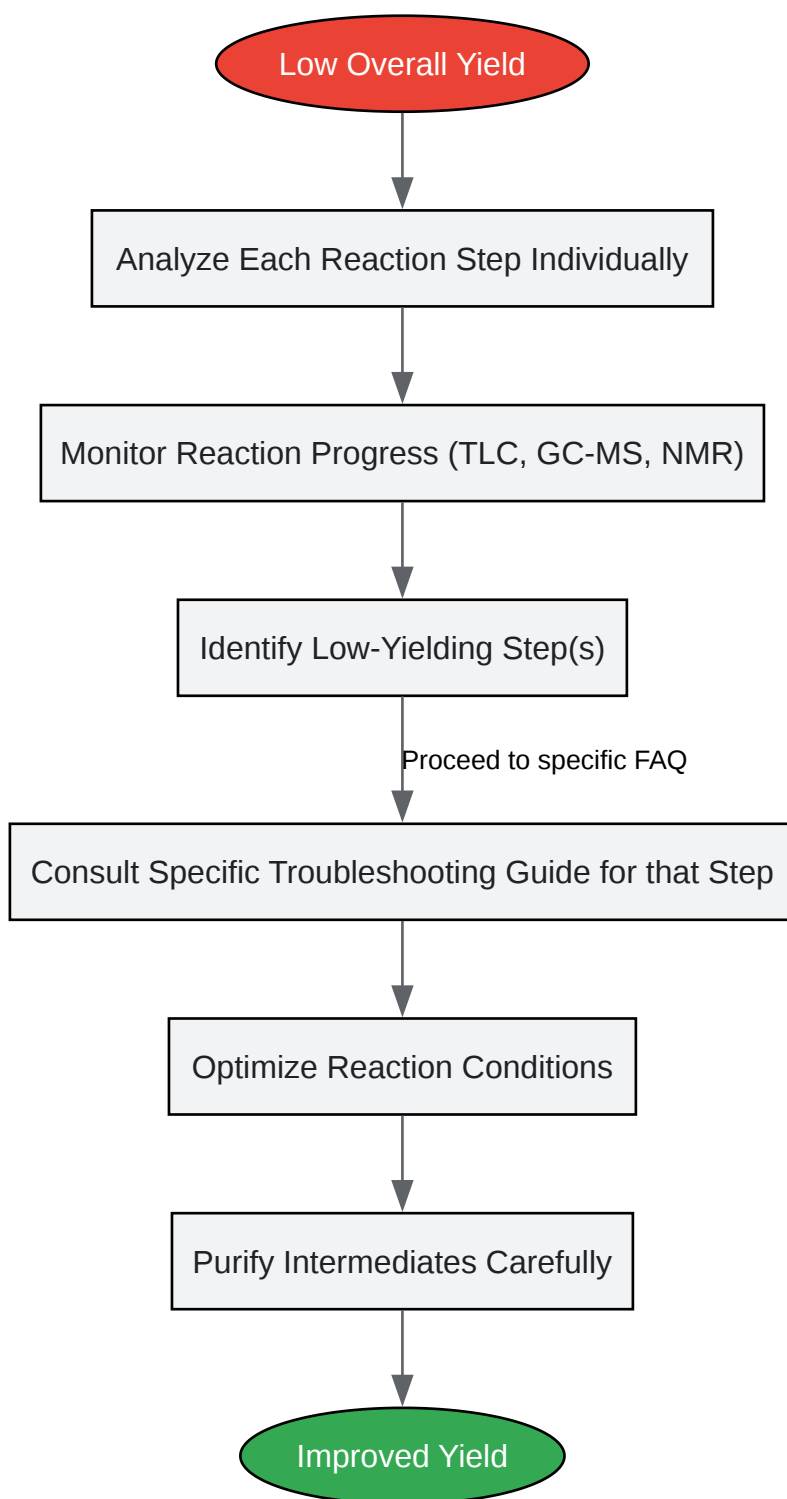 Low Overall Yield
Analyze Each Reaction Step Individually
Monitor Reaction Progress (TLC, GC-MS, NMR)
Identify Low-Yielding Step(s)
Proceed to specific FAQ
Consult Specific Troubleshooting Guide for that Step
Optimize Reaction Conditions
Purify Intermediates Carefully
Improved Yield